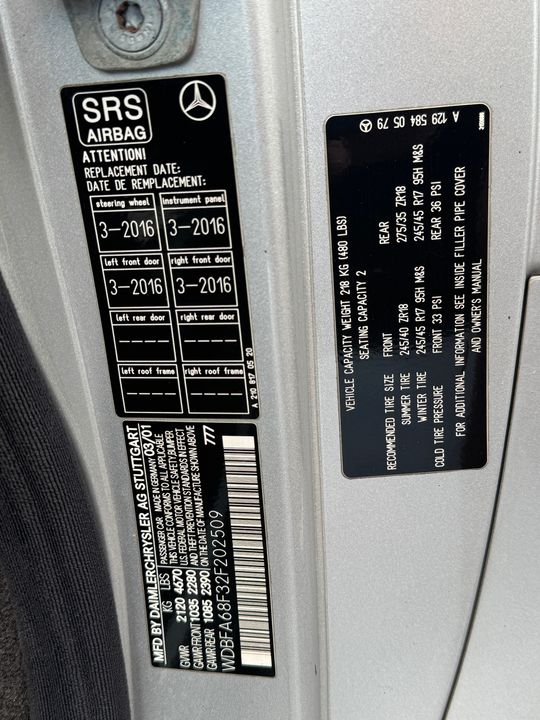 SRS
AIRBAG
ATTENTION!
REPLACEMENT DATE:
DATE DE REMPLACEMENT:
steering wheel instrument panel
3-2016 3-2016
left front door right front door
3-2016 3-2016
left rear door right rear door
----- -----
left roof frame right roof frame
----- -----
A 210 817 05 20
MFD BY DAIMLERCHRYSLER AG STUTTGART
PASSENGER CAR MADE IN GERMANY 03/01
KG LBS THIS VEHICLE CONFORMS TO ALL APPLICABLE
GVWR 2120 4670 U.S. FEDERAL MOTOR VEHICLE SAFETY, BUMPER
GAWR FRONT 1035 2280 AND THEFT PREVENTION STANDARDS IN EFFECT
GAWR REAR 1085 2390 ON THE DATE OF MANUFACTURE SHOWN ABOVE
777
WDBFA68F32F202509
A 129 584 05 79
VEHICLE CAPACITY WEIGHT 218 KG (480 LBS)
SEATING CAPACITY 2
RECOMMENDED TIRE SIZE: FRONT REAR
SUMMER TIRE 245/40 ZR18 275/35 ZR18
WINTER TIRE 245/45 R17 95H M&S 245/45 R17 95H M&S
COLD TIRE PRESSURE FRONT 33 PSI REAR 36 PSI
FOR ADDITIONAL INFORMATION SEE INSIDE FILLER PIPE COVER
AND OWNER'S MANUAL